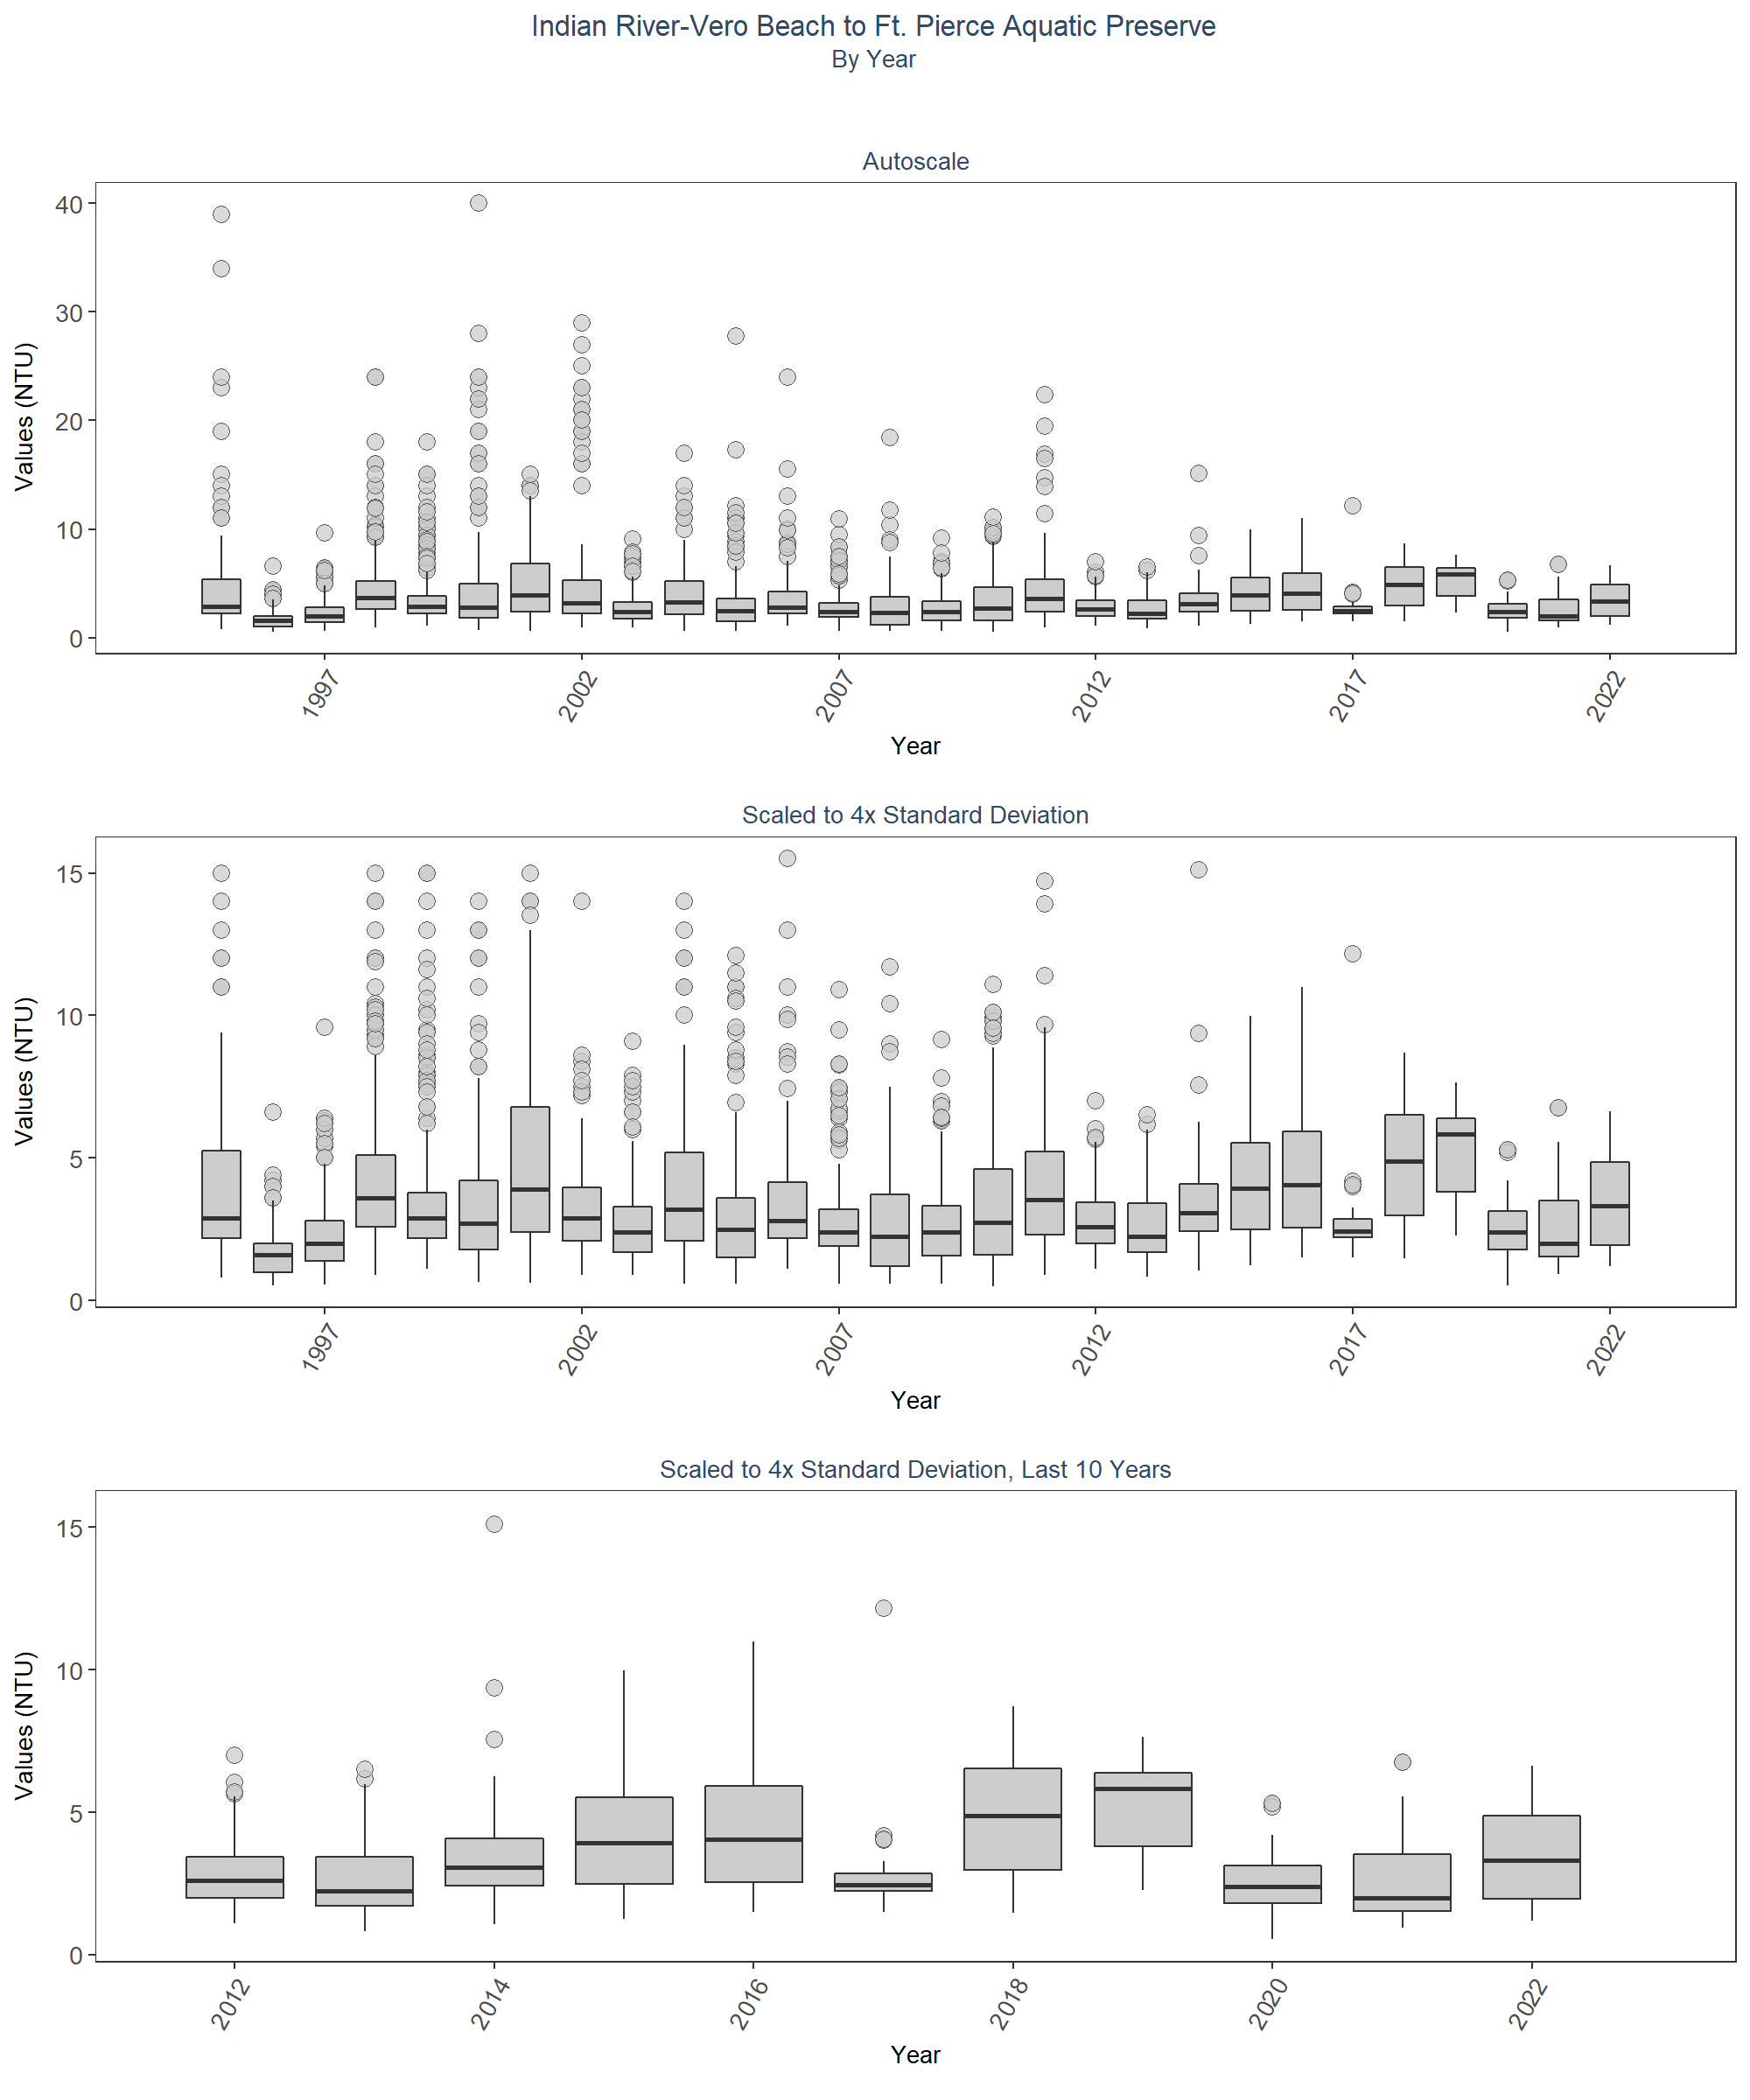 Indian River-Vero Beach to Ft. Pierce Aquatic Preserve
By Year
Autoscale
Values (NTU)
40
30
20
10
0
1997
2002
2007
2012
2017
2022
Year
Scaled to 4x Standard Deviation
Values (NTU)
15
10
5
0
1997
2002
2007
2012
2017
2022
Year
Scaled to 4x Standard Deviation, Last 10 Years
Values (NTU)
15
10
5
0
2012
2014
2016
2018
2020
2022
Year